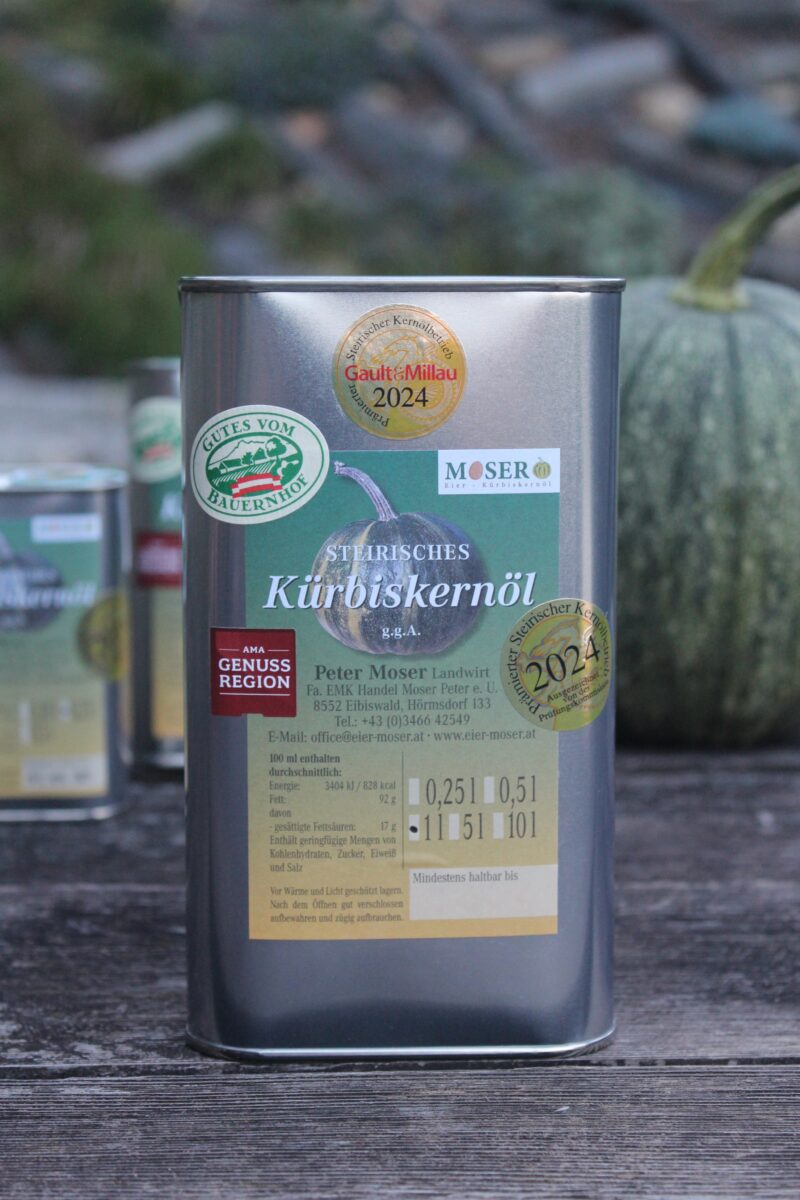 Steirischer Kernölbetrieb
Gault&Millau
2024
Prämierter
GUTES VOM
BAUERNHOF
MOSER
Eier - Kürbiskernöl
STEIRISCHES
Kürbiskernöl
g.g.A.
AMA
GENUSS
REGION
Prämierter Steirischer Kernölbetrieb
2024
Ausgezeichnet
von der
Prüfungskommission
Peter Moser Landwirt
Fa. EMK Handel Moser Peter e. U.
8552 Eibiswald, Hörmsdorf 133
Tel.: +43 (0)3466 42549
E-Mail: office@eier-moser.at · www.eier-moser.at
100 ml enthalten
durchschnittlich:
Energie: 3404 kJ / 828 kcal
Fett: 92 g
davon
- gesättigte Fettsäuren: 17 g
Enthält geringfügige Mengen von
Kohlenhydraten, Zucker, Eiweiß
und Salz
0,25 l 0,5 l
1 l 5 l 10 l
Mindestens haltbar bis
Vor Wärme und Licht geschützt lagern.
Nach dem Öffnen gut verschlossen
aufbewahren und zügig aufbrauchen.